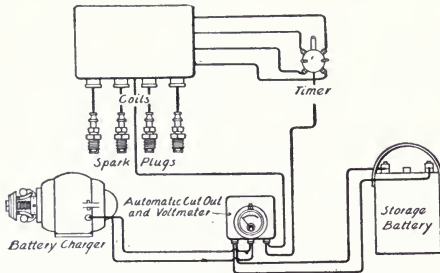 Coils
Timer
Spark Plugs
Automatic Cut Out
and Voltmeter
Storage
Battery
Battery Charger